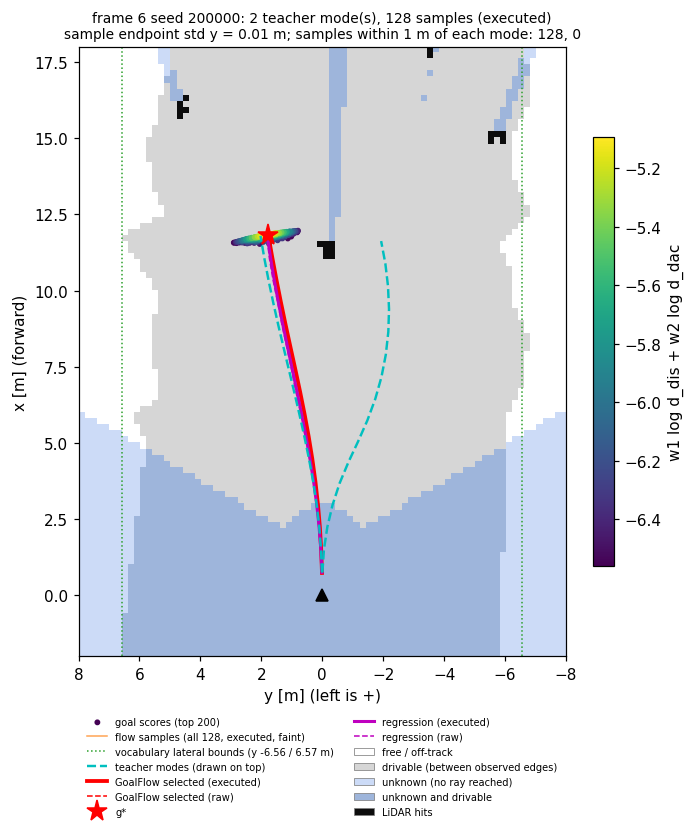 frame 6 seed 200000: 2 teacher mode(s), 128 samples (executed)
sample endpoint std y = 0.01 m; samples within 1 m of each mode: 128, 0
17.5
15.0
12.5
10.0
7.5
5.0
2.5
0.0
x [m] (forward)
8 6 4 2 0 −2 −4 −6 −8
y [m] (left is +)
−5.2
−5.4
−5.6
−5.8
−6.0
−6.2
−6.4
w1 log d_dis + w2 log d_dac
goal scores (top 200)
flow samples (all 128, executed, faint)
vocabulary lateral bounds (y -6.56 / 6.57 m)
teacher modes (drawn on top)
GoalFlow selected (executed)
GoalFlow selected (raw)
g*
regression (executed)
regression (raw)
free / off-track
drivable (between observed edges)
unknown (no ray reached)
unknown and drivable
LiDAR hits